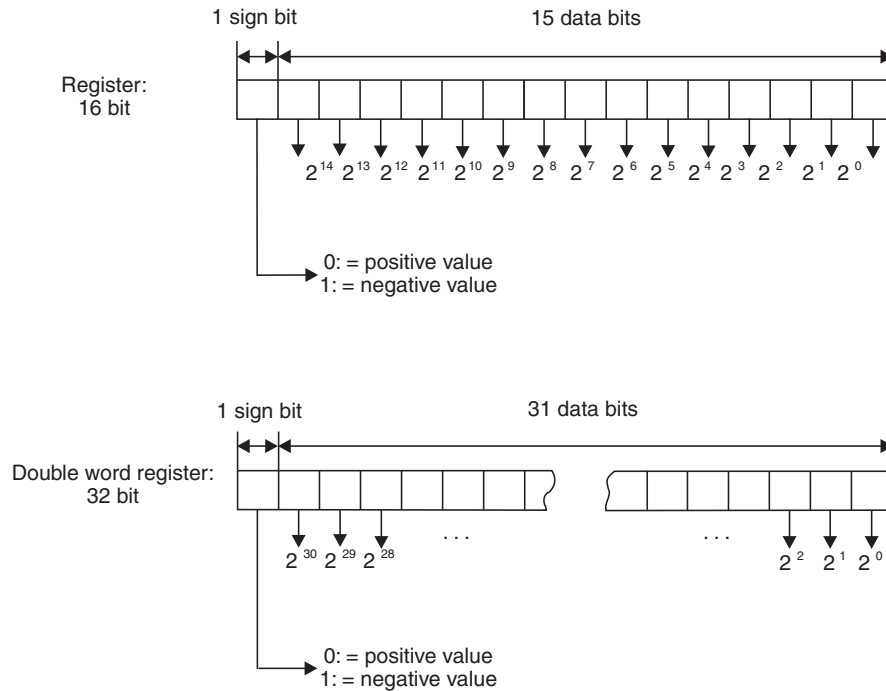 1 sign bit 15 data bits
Register:
16 bit
2¹⁴ 2¹³ 2¹² 2¹¹ 2¹⁰ 2⁹ 2⁸ 2⁷ 2⁶ 2⁵ 2⁴ 2³ 2² 2¹ 2⁰
0: = positive value
1: = negative value
1 sign bit 31 data bits
Double word register:
32 bit
2³⁰ 2²⁹ 2²⁸ ... ... 2² 2¹ 2⁰
0: = positive value
1: = negative value